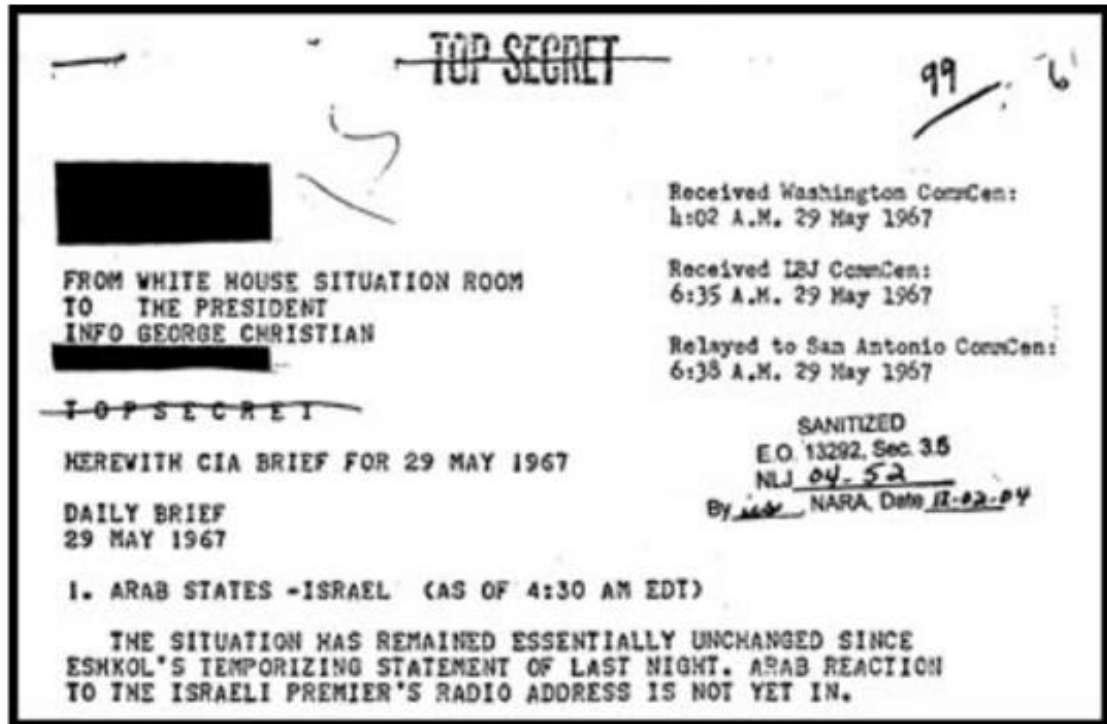 TOP SECRET
99
6
Received Washington CommCen:
4:02 A.M. 29 May 1967
Received LBJ CommCen:
6:35 A.M. 29 May 1967
Relayed to San Antonio CommCen:
6:38 A.M. 29 May 1967
FROM WHITE HOUSE SITUATION ROOM
TO THE PRESIDENT
INFO GEORGE CHRISTIAN
T O P S E C R E T
SANITIZED
E.O. 13292, Sec. 3.5
NLJ 04-52
By , NARA, Date 12-02-04
HEREWITH CIA BRIEF FOR 29 MAY 1967
DAILY BRIEF
29 MAY 1967
1. ARAB STATES -ISRAEL (AS OF 4:30 AM EDT)
THE SITUATION HAS REMAINED ESSENTIALLY UNCHANGED SINCE
ESHKOL'S TEMPORIZING STATEMENT OF LAST NIGHT. ARAB REACTION
TO THE ISRAELI PREMIER'S RADIO ADDRESS IS NOT YET IN.